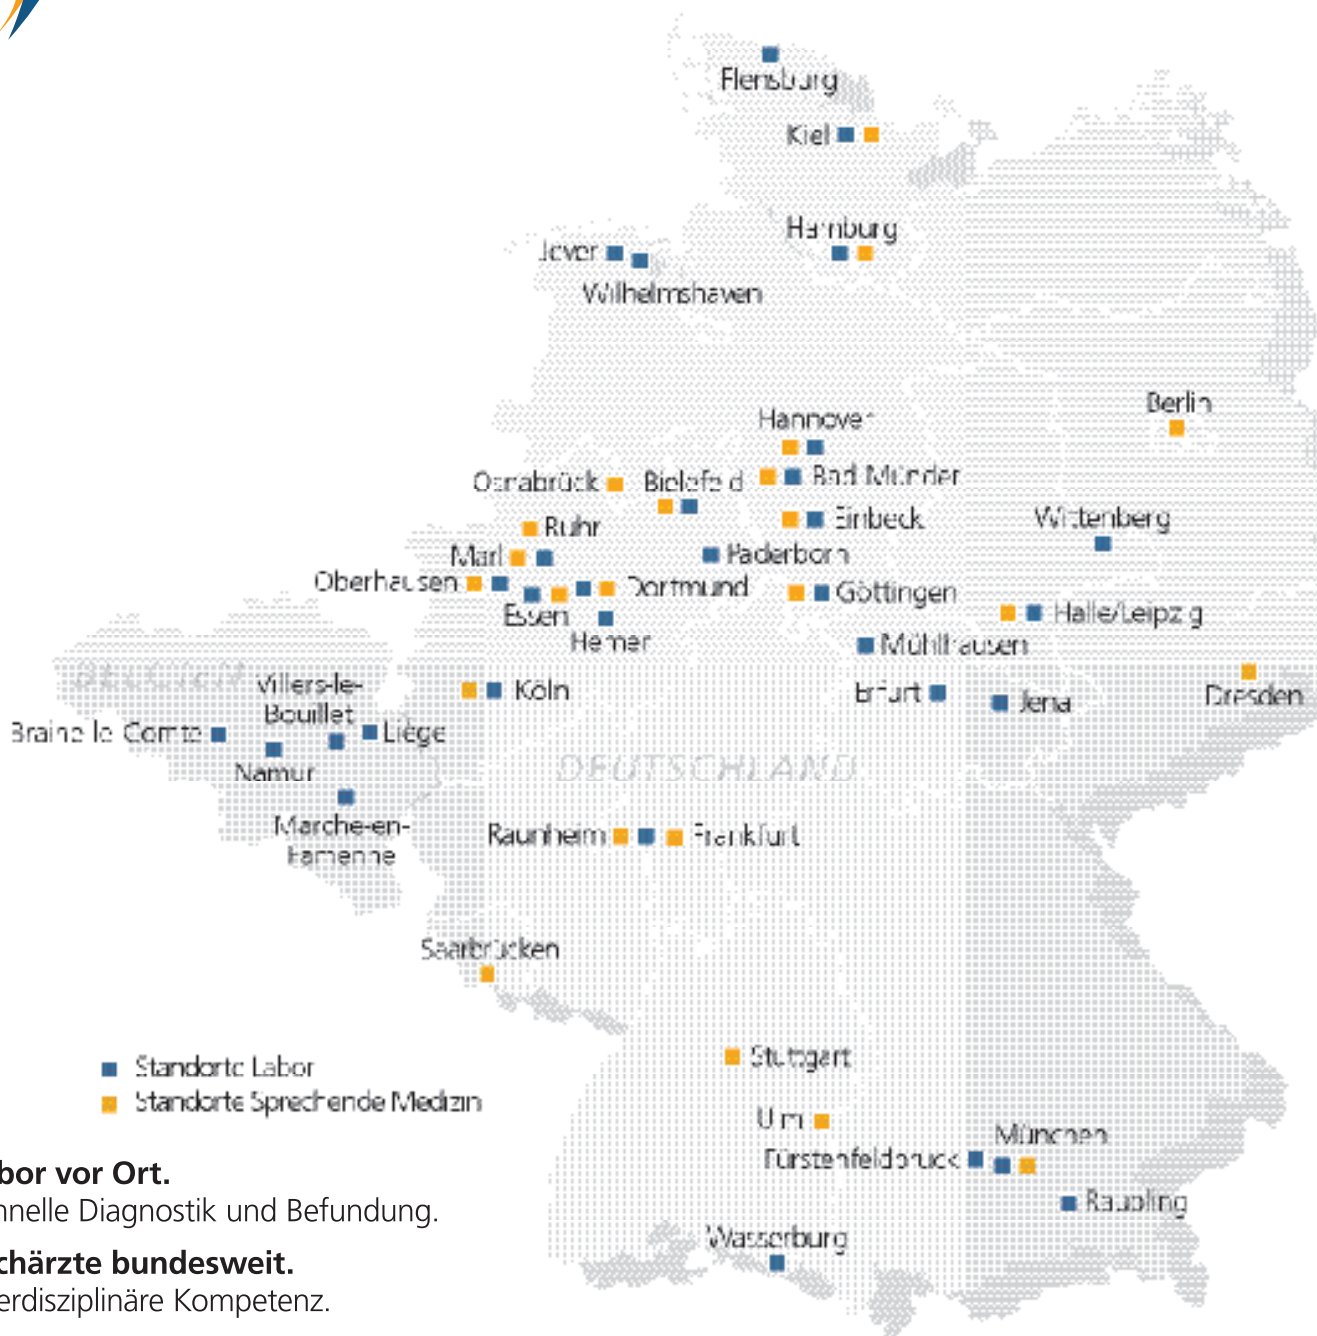 Flensburg
Kiel
Hamburg
Jever
Wilhelmshaven
Berlin
Hannover
Osnabrück
Bielefeld
Bad Münder
Ruhr
Einbeck
Wittenberg
Marl
Paderborn
Oberhausen
Dortmund
Göttingen
Essen
Halle/Leipzig
Hemer
Mühlhausen
BELGIEN
Villers-le-
Bouillet
Köln
Erfurt
Jena
Dresden
Braine-le-Comte
Liège
Namur
DEUTSCHLAND
Marche-en-
Famenne
Raunheim
Frankfurt
Saarbrücken
Stuttgart
Standorte Labor
Standorte Sprechende Medizin
Ulm
München
Fürstenfeldbruck
bor vor Ort.
nnelle Diagnostik und Befundung.
Raubling
Wasserburg
chärzte bundesweit.
erdisziplinäre Kompetenz.